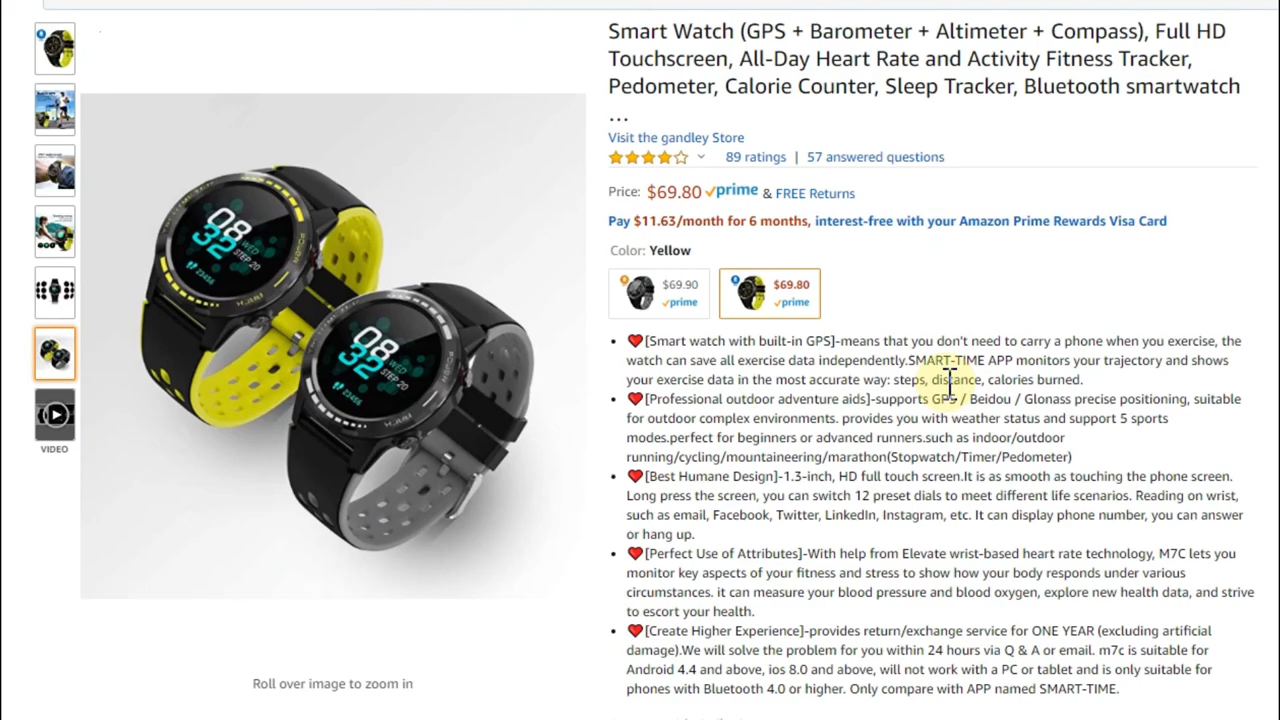 Smart Watch (GPS + Barometer + Altimeter + Compass), Full HD
Touchscreen, All-Day Heart Rate and Activity Fitness Tracker,
Pedometer, Calorie Counter, Sleep Tracker, Bluetooth smartwatch
...
Visit the gandley Store
89 ratings | 57 answered questions
Price: $69.80 prime & FREE Returns
Pay $11.63/month for 6 months, interest-free with your Amazon Prime Rewards Visa Card
Color: Yellow
$69.90 $69.80
prime prime
[Smart watch with built-in GPS]-means that you don't need to carry a phone when you exercise, the
watch can save all exercise data independently.SMART-TIME APP monitors your trajectory and shows
your exercise data in the most accurate way: steps, distance, calories burned.
[Professional outdoor adventure aids]-supports GPS / Beidou / Glonass precise positioning, suitable
for outdoor complex environments. provides you with weather status and support 5 sports
modes.perfect for beginners or advanced runners.such as indoor/outdoor
running/cycling/mountaineering/marathon(Stopwatch/Timer/Pedometer)
[Best Humane Design]-1.3-inch, HD full touch screen.It is as smooth as touching the phone screen.
Long press the screen, you can switch 12 preset dials to meet different life scenarios. Reading on wrist,
such as email, Facebook, Twitter, LinkedIn, Instagram, etc. It can display phone number, you can answer
or hang up.
[Perfect Use of Attributes]-With help from Elevate wrist-based heart rate technology, M7C lets you
monitor key aspects of your fitness and stress to show how your body responds under various
circumstances. it can measure your blood pressure and blood oxygen, explore new health data, and strive
to escort your health.
[Create Higher Experience]-provides return/exchange service for ONE YEAR (excluding artificial
damage).We will solve the problem for you within 24 hours via Q & A or email. m7c is suitable for
Android 4.4 and above, ios 8.0 and above, will not work with a PC or tablet and is only suitable for
phones with Bluetooth 4.0 or higher. Only compare with APP named SMART-TIME.
08
32
WED
STEP 20
23456
POWER
08
32
WED
STEP 20
23456
POWER
VIDEO
Roll over image to zoom in